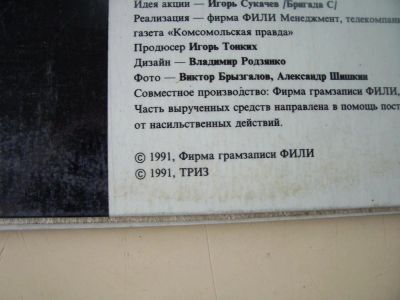 Идея акции — Игорь Сукачев /Бригада С/
Реализация — фирма ФИЛИ Менеджмент,
газета «Комсомольская правда»
Продюсер Игорь Тонких
Дизайн — Владимир Родзянко
Фото — Виктор Брызгалов, Александр Шишкин
Совместное производство: Фирма грамзаписи ФИЛИ,
Часть вырученных средств направлена в помощь
от насильственных действий.
© 1991, Фирма грамзаписи ФИЛИ
© 1991, ТРИЗ